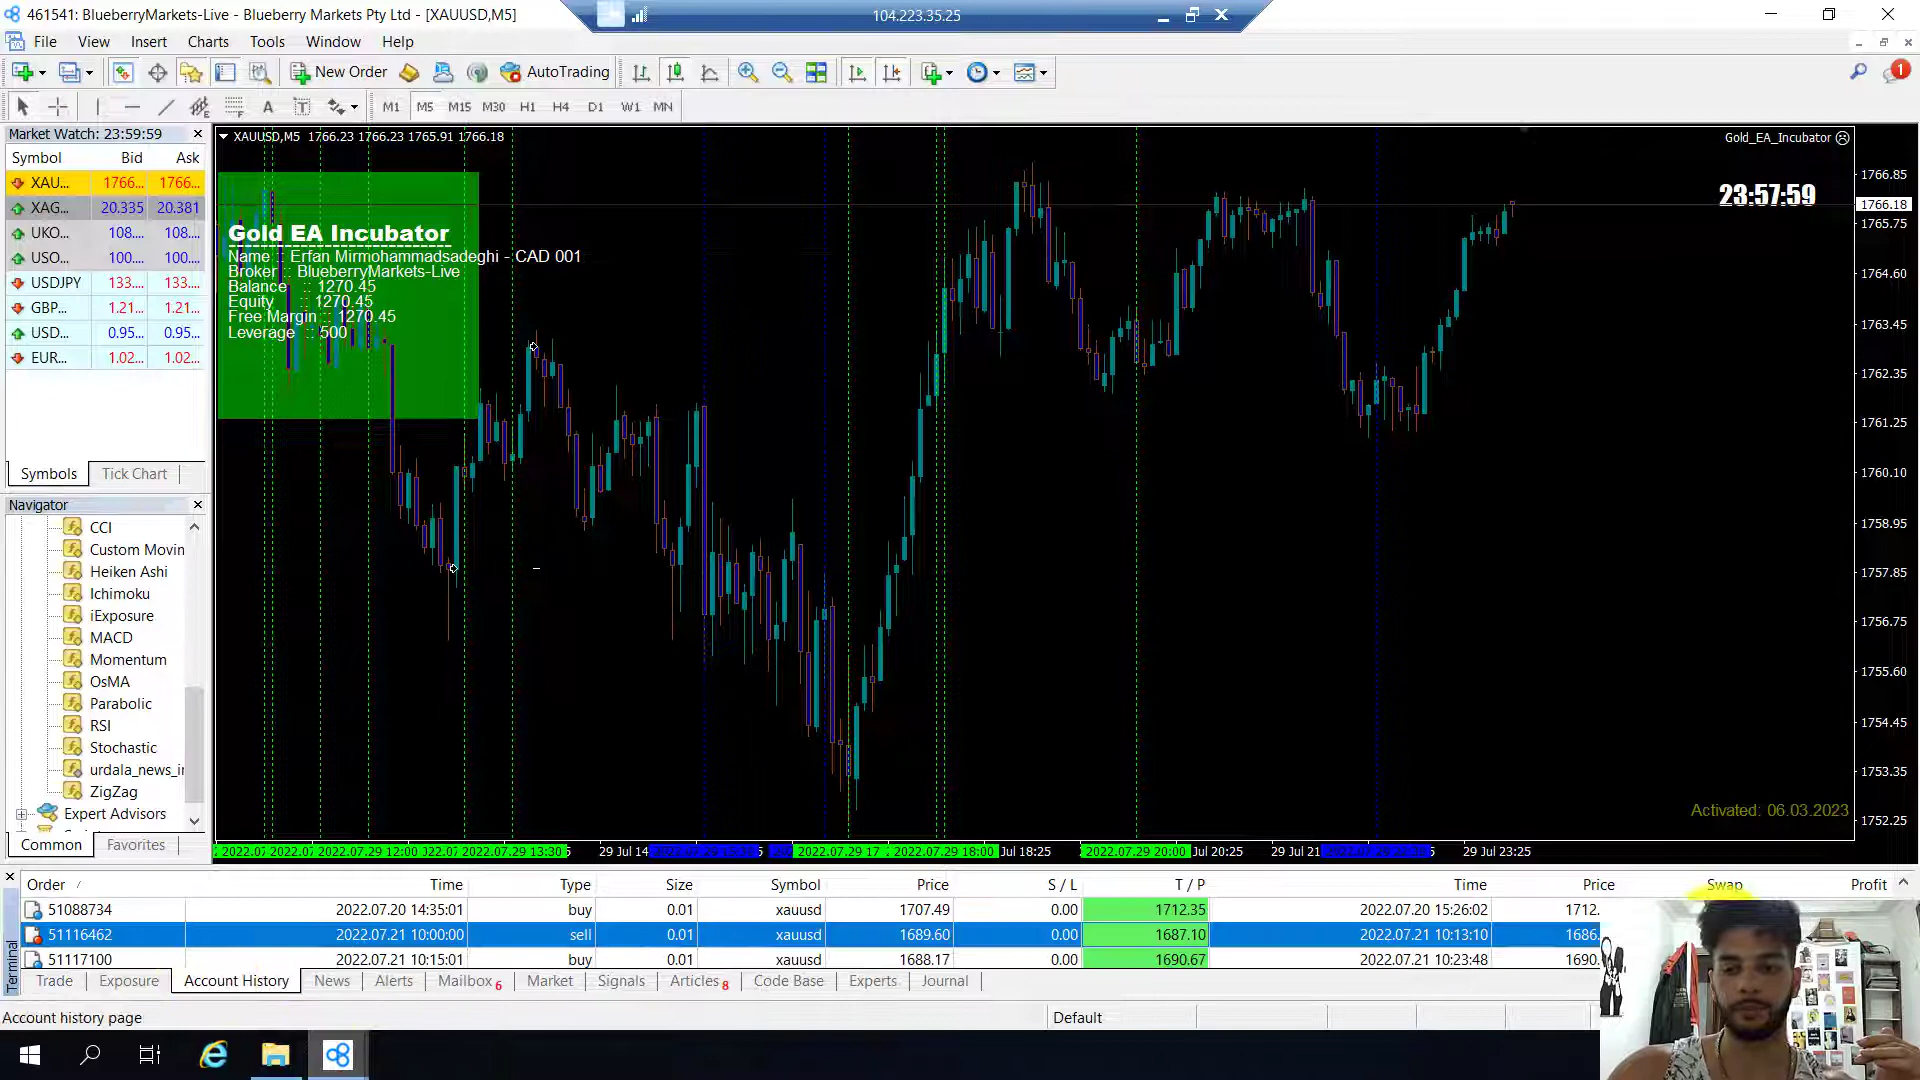 461541: BlueberryMarkets-Live - Blueberry Markets Pty Ltd - [XAUUSD,M5]
104.223.35.25
File View Insert Charts Tools Window Help
New Order AutoTrading
1
A T M1 M5 M15 M30 H1 H4 D1 W1 MN
Market Watch: 23:59:59
Symbol Bid Ask
XAU... 1766... 1766...
XAG... 20.335 20.381
UKO... 108.... 108....
USO... 100.... 100....
USDJPY 133.... 133....
GBP... 1.21... 1.21...
USD... 0.95... 0.95...
EUR... 1.02... 1.02...
Symbols Tick Chart
Navigator
CCI
Custom Movin
Heiken Ashi
Ichimoku
iExposure
MACD
Momentum
OsMA
Parabolic
RSI
Stochastic
urdala_news_ir
ZigZag
Expert Advisors
Common Favorites
XAUUSD,M5 1766.23 1766.23 1765.91 1766.18
Gold_EA_Incubator
23:57:59
Gold EA Incubator
Name :: Erfan Mirmohammadsadeghi - CAD 001
Broker :: BlueberryMarkets-Live
Balance :: 1270.45
Equity :: 1270.45
Free Margin :: 1270.45
Leverage :: 500
1766.85
1766.18
1765.75
1764.60
1763.45
1762.35
1761.25
1760.10
1758.95
1757.85
1756.75
1755.60
1754.45
1753.35
1752.25
Activated: 06.03.2023
2022.07.29 12:00 2022.07.29 13:30 29 Jul 14 2022.07.29 17 2022.07.29 18:00 Jul 18:25 2022.07.29 20:00 Jul 20:25 29 Jul 21 29 Jul 23:25
Order / Time Type Size Symbol Price S / L T / P Time Price Swap Profit
51088734 2022.07.20 14:35:01 buy 0.01 xauusd 1707.49 0.00 1712.35 2022.07.20 15:26:02 1712.
51116462 2022.07.21 10:00:00 sell 0.01 xauusd 1689.60 0.00 1687.10 2022.07.21 10:13:10 1686.
51117100 2022.07.21 10:15:01 buy 0.01 xauusd 1688.17 0.00 1690.67 2022.07.21 10:23:48 1690.
Terminal
Trade Exposure Account History News Alerts Mailbox 6 Market Signals Articles 8 Code Base Experts Journal
Account history page
Default